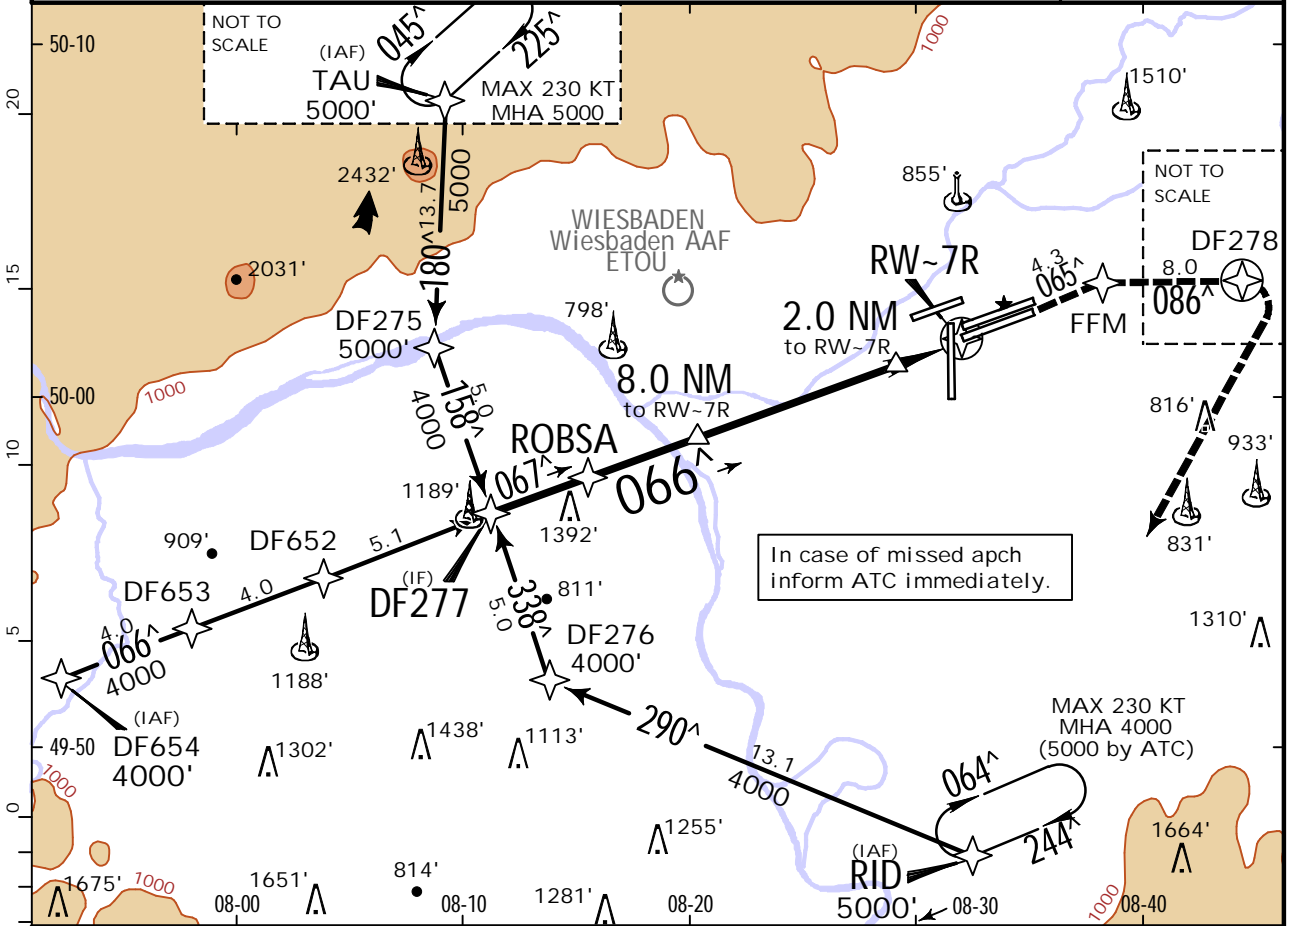 NOT TO
SCALE
(IAF)
TAU
5000'
045^
225^
MAX 230 KT
MHA 5000
1000
1510'
50-10
20
2432'
13.7
5000
180^
855'
NOT TO
SCALE
WIESBADEN
Wiesbaden AAF
ETOU
DF278
RW~7R
4.3
065^
8.0
086^
FFM
15
2031'
798'
2.0 NM
to RW~7R
DF275
5000'
8.0 NM
to RW~7R
50-00
1000
5.0
158^
4000
816'
933'
ROBSA
10
067^
066^
1189'
1392'
831'
909'
DF652
5.1
In case of missed apch
inform ATC immediately.
(IF)
DF277
811'
DF653
4.0
338^
5.0
5
4.0
066^
4000
DF276
4000'
1310'
1188'
(IAF)
DF654
4000'
290^
13.1
4000
MAX 230 KT
MHA 4000
(5000 by ATC)
49-50
1302'
1438'
1113'
1000
064^
244^
0
1255'
1664'
(IAF)
RID
5000'
1675'
1000
1651'
814'
1281'
1000
08-00
08-10
08-20
08-30
08-40